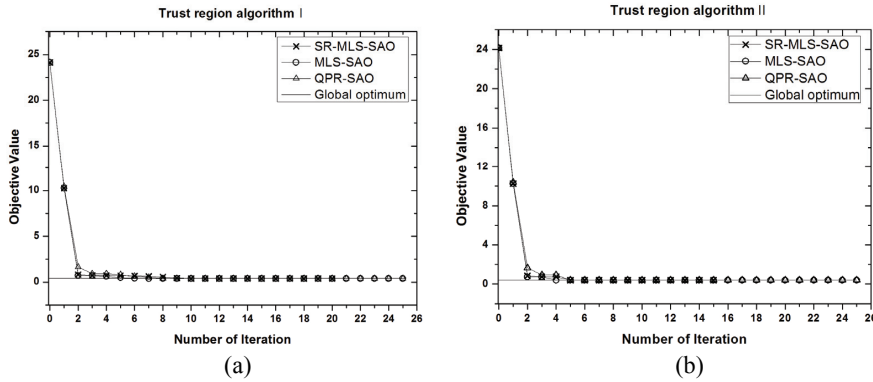 Trust region algorithm I
SR-MLS-SAO
MLS-SAO
QPR-SAO
Global optimum
Objective Value
25
20
15
10
5
0
0 2 4 6 8 10 12 14 16 18 20 22 24 26
Number of Iteration
(a)
Trust region algorithm II
SR-MLS-SAO
MLS-SAO
QPR-SAO
Global optimum
Objective Value
24
20
16
12
8
4
0
0 2 4 6 8 10 12 14 16 18 20 22 24 26
Number of Iteration
(b)